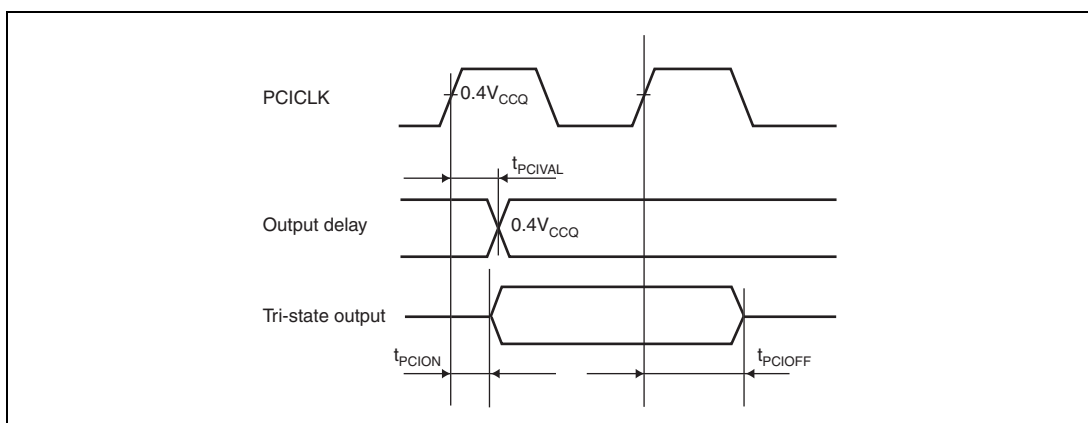 PCICLK
0.4VCCQ
tPCIVAL
Output delay
0.4VCCQ
Tri-state output
tPCION
tPCIOFF